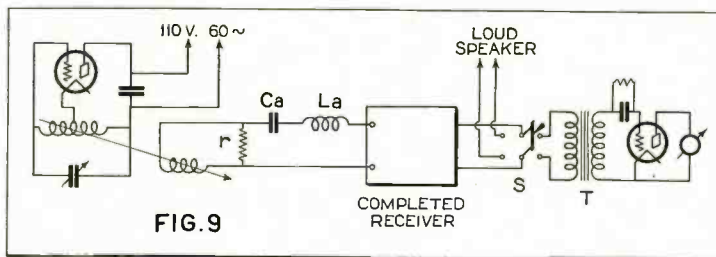 110 V. 60~
LOUD
SPEAKER
Ca
La
r
S
T
COMPLETED
RECEIVER
FIG.9